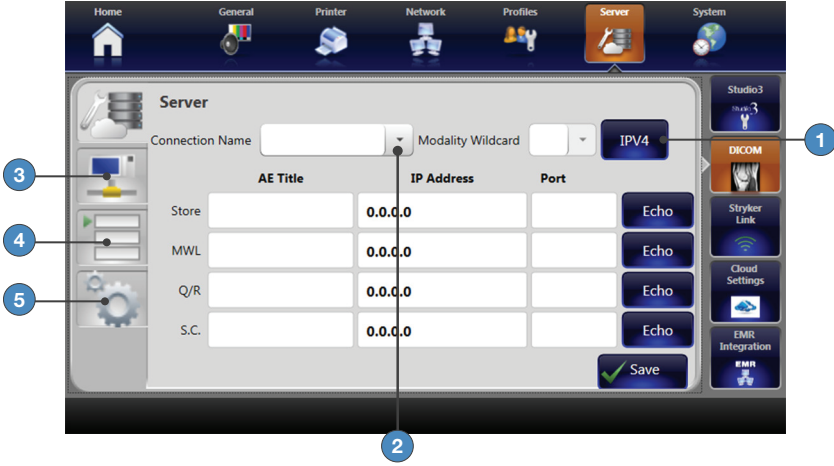 Home General Printer Network Profiles Server System
Server
Connection Name Modality Wildcard IPV4
AE Title IP Address Port
Store 0.0.0.0 Echo
MWL 0.0.0.0 Echo
Q/R 0.0.0.0 Echo
S.C. 0.0.0.0 Echo
Save
Studio3
Studio3
DICOM
Stryker
Link
Cloud
Settings
EMR
Integration
EMR
1
3
4
5
2